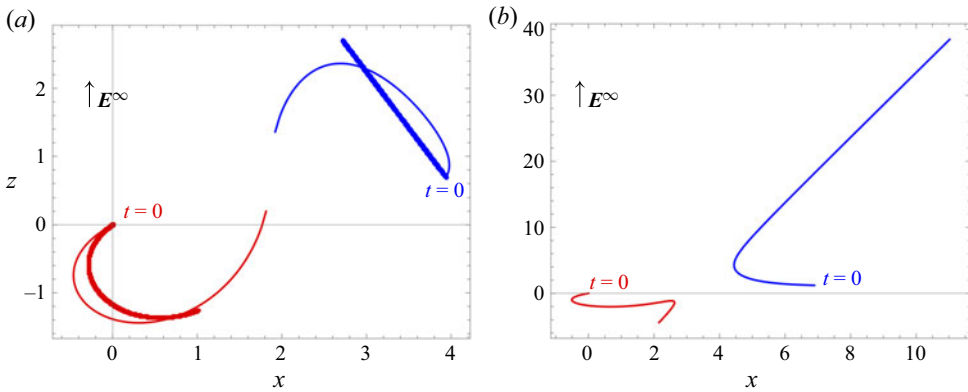 (a)
2
1
0
–1
z
↑ E∞
t = 0
t = 0
0 1 2 3 4
x
(b)
40
30
20
10
0
↑ E∞
t = 0
t = 0
0 2 4 6 8 10
x